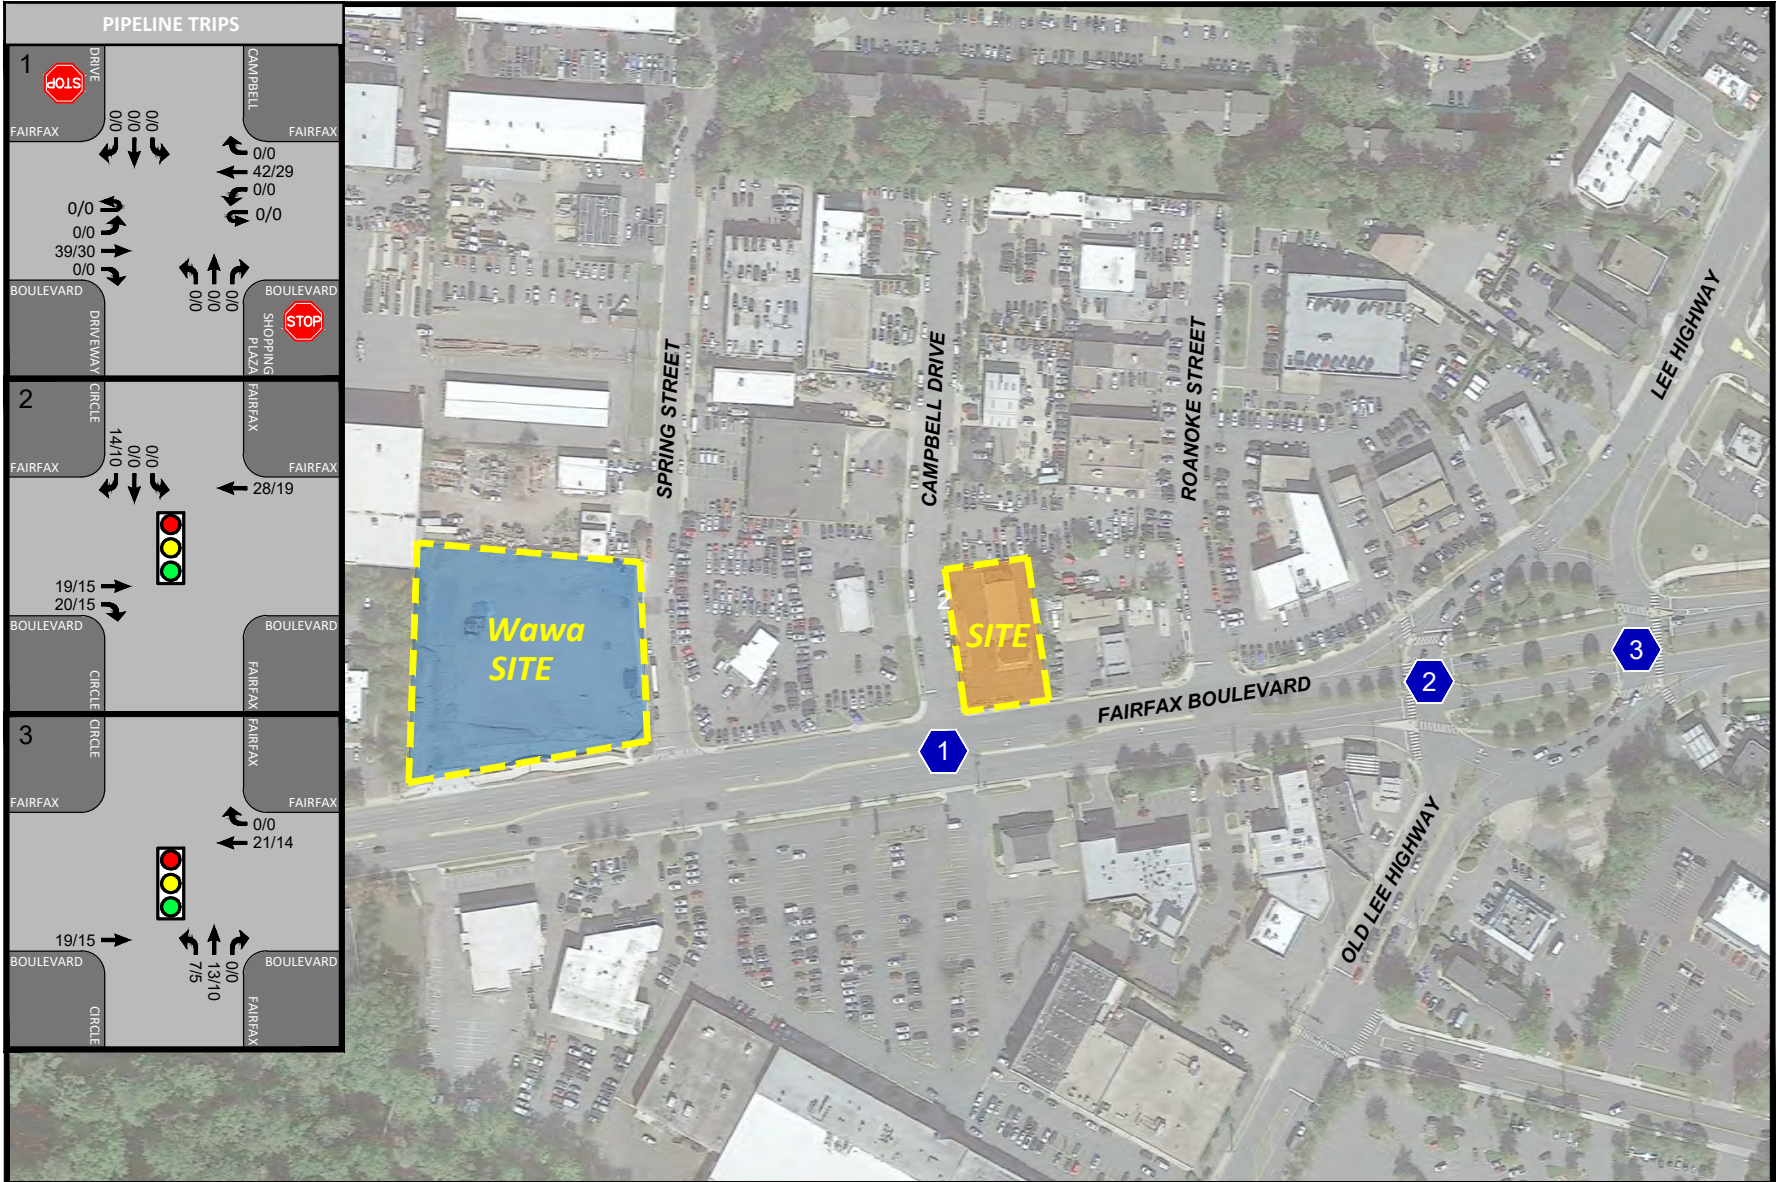 PIPELINE TRIPS
1
STOP
DRIVE
CAMPBELL
FAIRFAX
FAIRFAX
0/0
0/0
0/0
0/0
42/29
0/0
0/0
0/0
0/0
39/30
0/0
0/0
0/0
0/0
BOULEVARD
BOULEVARD
DRIVEWAY
SHOPPING
PLAZA
STOP
2
CIRCLE
FAIRFAX
FAIRFAX
FAIRFAX
14/10
0/0
0/0
28/19
19/15
20/15
BOULEVARD
BOULEVARD
CIRCLE
FAIRFAX
3
CIRCLE
FAIRFAX
FAIRFAX
FAIRFAX
0/0
21/14
19/15
7/5
13/10
0/0
BOULEVARD
BOULEVARD
CIRCLE
FAIRFAX
SPRING STREET
CAMPBELL DRIVE
ROANOKE STREET
LEE HIGHWAY
Wawa
SITE
2
SITE
FAIRFAX BOULEVARD
1
2
3
OLD LEE HIGHWAY